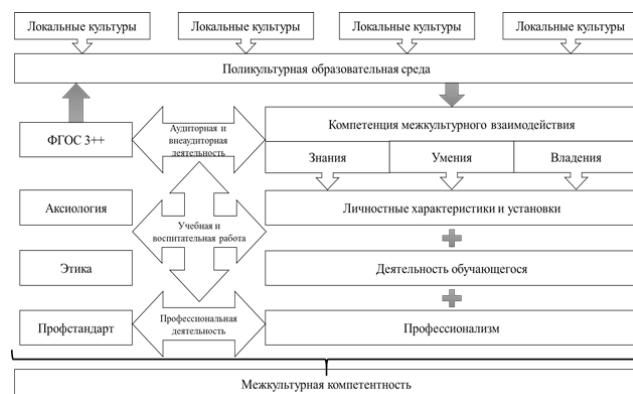 Локальные культуры
Локальные культуры
Локальные культуры
Локальные культуры
Поликультурная образовательная среда
ФГОС 3++
Аудиторная и
внеаудиторная
деятельность
Компетенция межкультурного взаимодействия
Знания
Умения
Владения
Аксиология
Учебная и
воспитательная работа
Личностные характеристики и установки
Этика
Деятельность обучающегося
Профстандарт
Профессиональная
деятельность
Профессионализм
Межкультурная компетентность